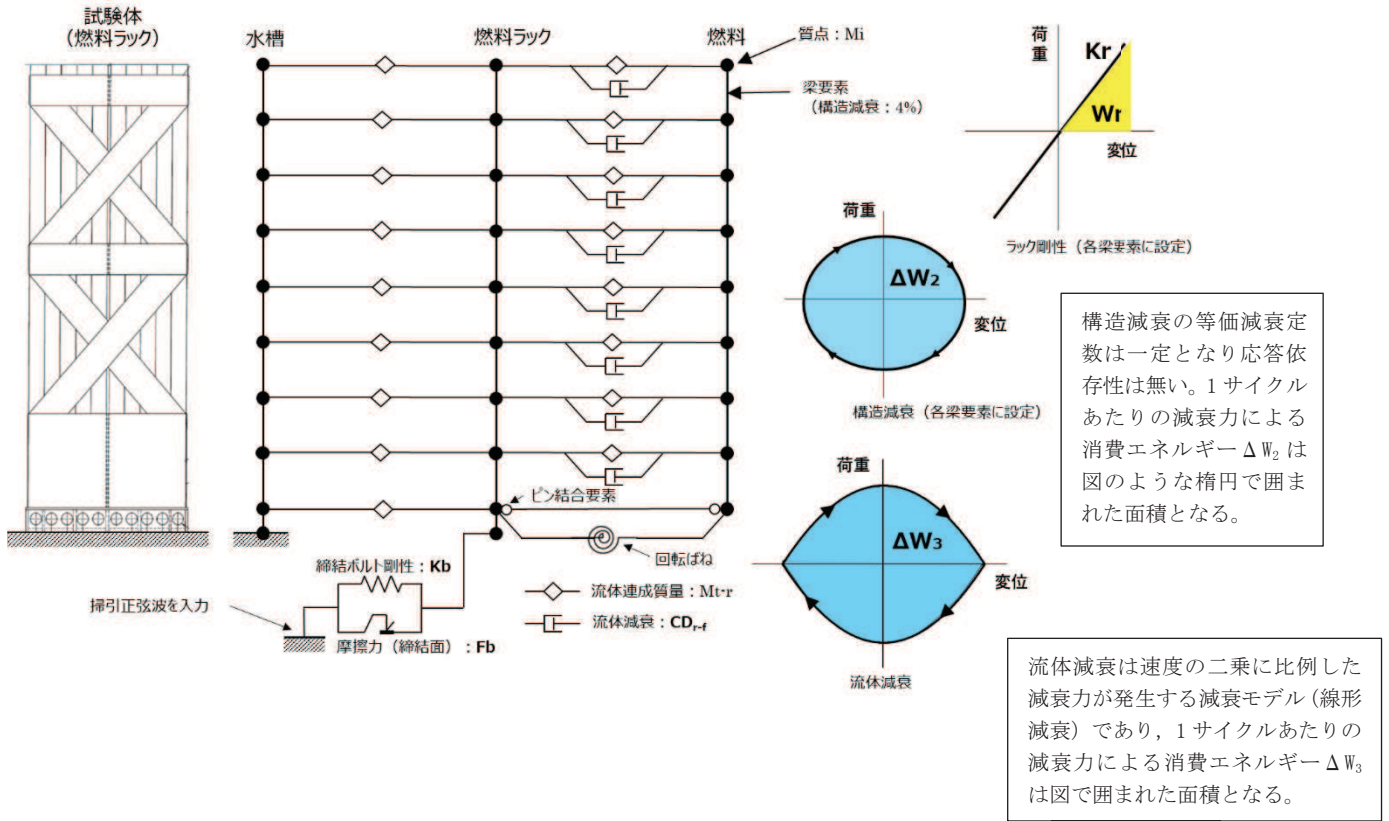 試験体
(燃料ラック)
水槽
燃料ラック
燃料
質点:Mi
梁要素
(構造減衰:4%)
荷重
Kr
Wr
変位
ラック剛性(各梁要素に設定)
荷重
ΔW₂
変位
構造減衰(各梁要素に設定)
構造減衰の等価減衰定
数は一定となり応答依
存性は無い。1サイクル
あたりの減衰力による
消費エネルギーΔW₂は
図のような楕円で囲ま
れた面積となる。
ピン結合要素
回転ばね
締結ボルト剛性:Kb
掃引正弦波を入力
摩擦力(締結面):Fb
流体連成質量:Mt-r
流体減衰:CDr-f
荷重
ΔW₃
変位
流体減衰
流体減衰は速度の二乗に比例した
減衰力が発生する減衰モデル(線形
減衰)であり,1サイクルあたりの
減衰力による消費エネルギーΔW₃
は図で囲まれた面積となる。